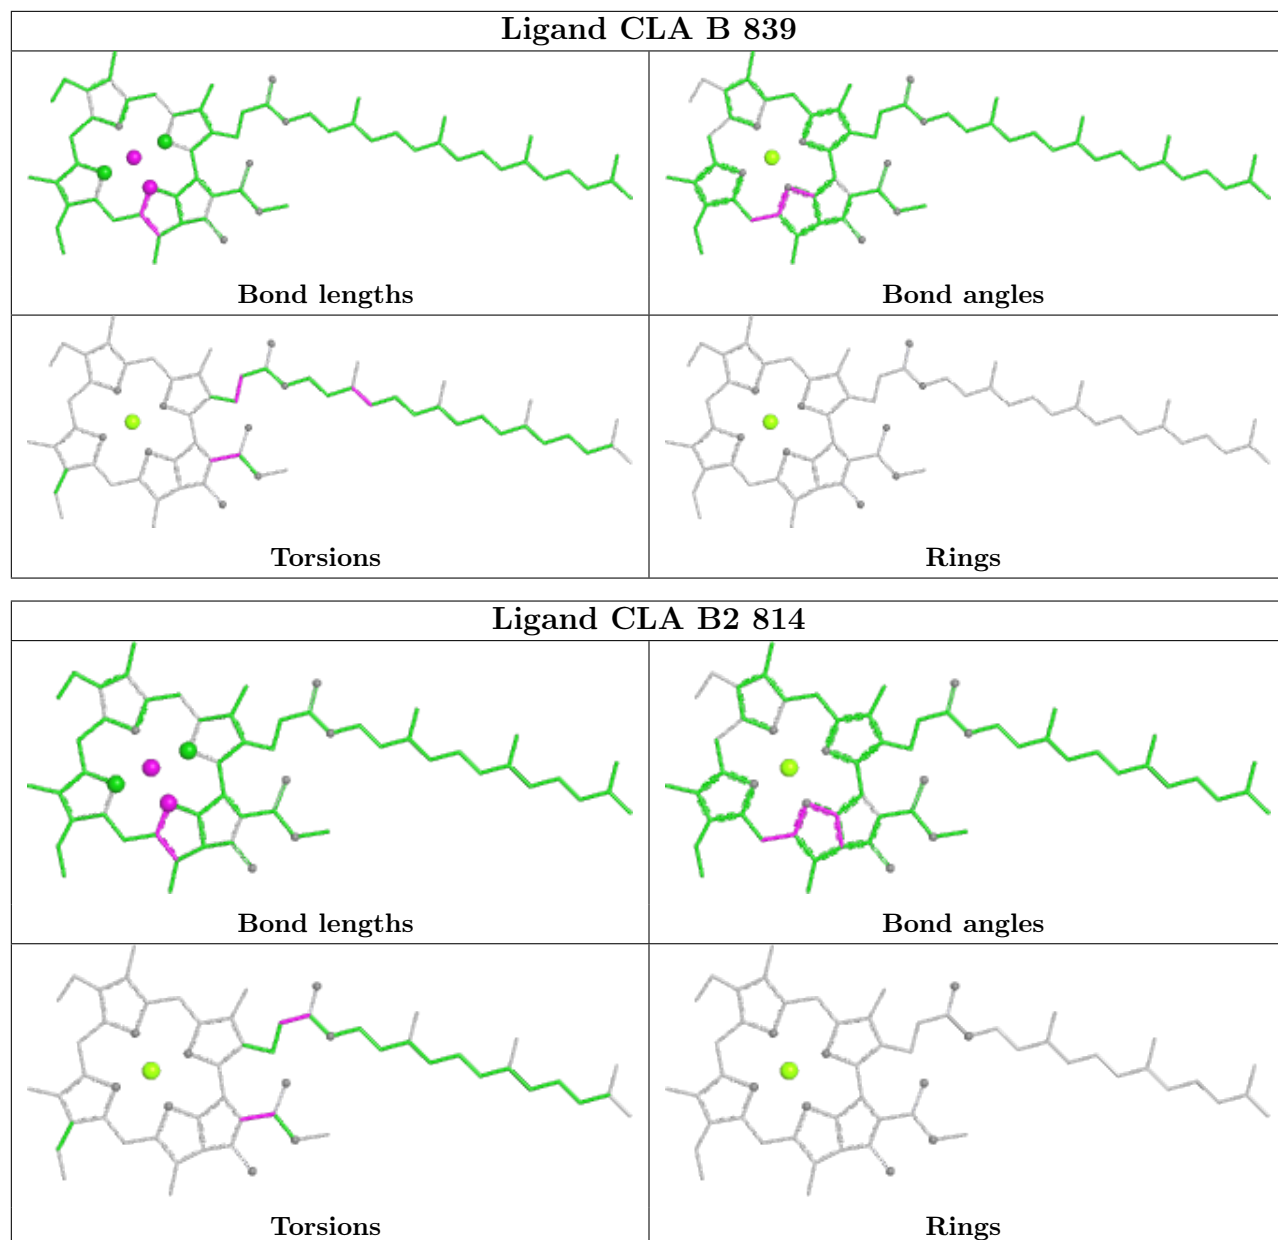 Ligand CLA B 839
Bond lengths
Bond angles
Torsions
Rings
Ligand CLA B2 814
Bond lengths
Bond angles
Torsions
Rings